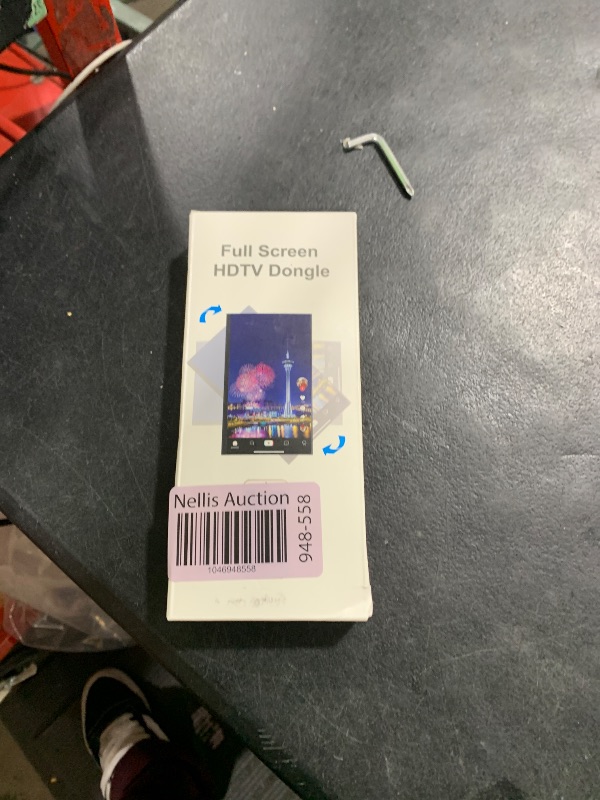 Full Screen
HDTV Dongle
Nellis Auction
948-558
1046948558